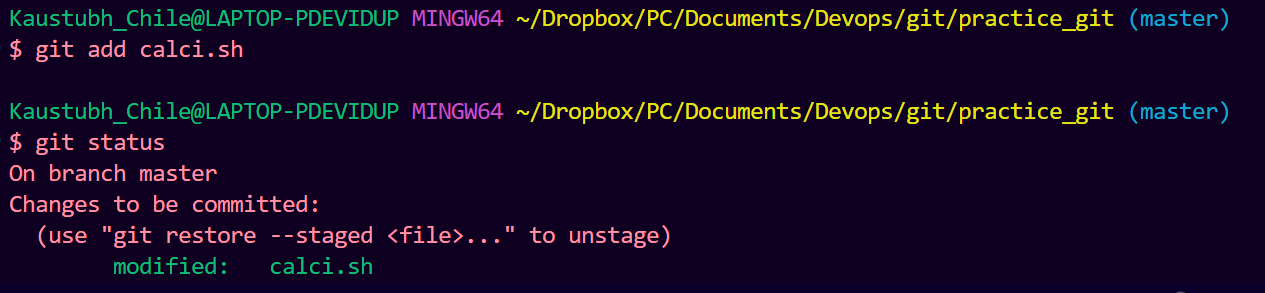 Kaustubh_Chile@LAPTOP-PDEVIDUP MINGW64 ~/Dropbox/PC/Documents/Devops/git/practice_git (master)
$ git add calci.sh
Kaustubh_Chile@LAPTOP-PDEVIDUP MINGW64 ~/Dropbox/PC/Documents/Devops/git/practice_git (master)
$ git status
On branch master
Changes to be committed:
  (use "git restore --staged <file>..." to unstage)
        modified:   calci.sh